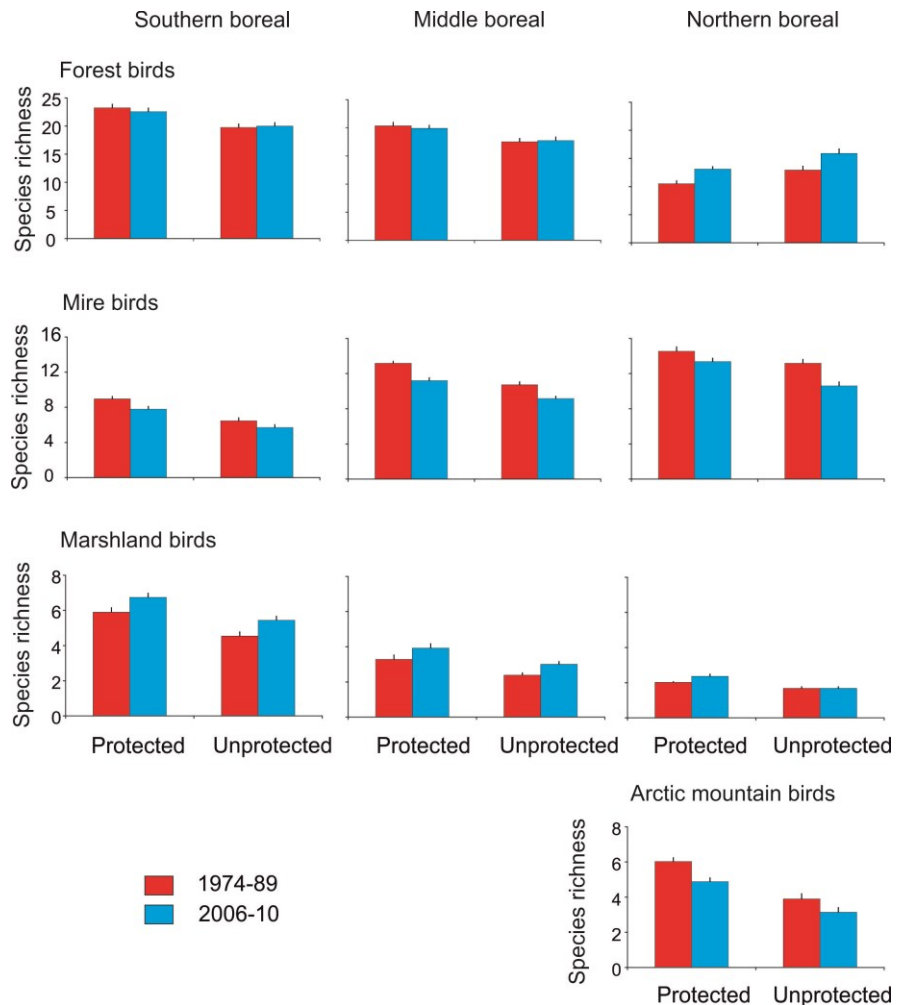 Southern boreal Middle boreal Northern boreal
Forest birds
Species richness
25
20
15
10
5
0
Mire birds
Species richness
16
12
8
4
0
Marshland birds
Species richness
8
6
4
2
0
Protected Unprotected Protected Unprotected Protected Unprotected
Arctic mountain birds
Species richness
8
6
4
2
0
Protected Unprotected
1974-89
2006-10